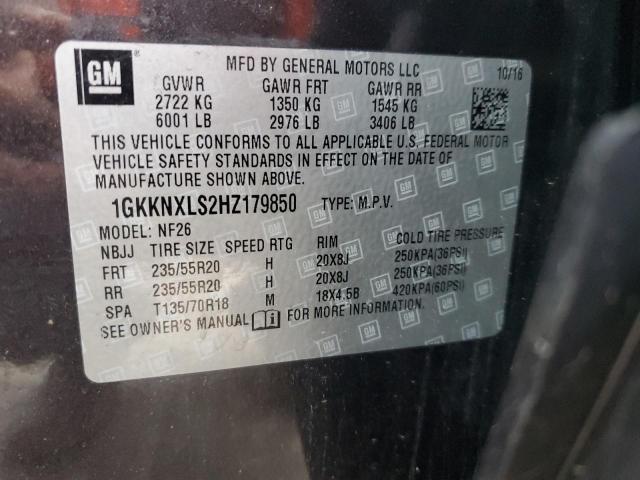 GM
MFD BY GENERAL MOTORS LLC 10/16
GVWR GAWR FRT GAWR RR
2722 KG 1350 KG 1545 KG
6001 LB 2976 LB 3406 LB
THIS VEHICLE CONFORMS TO ALL APPLICABLE U.S. FEDERAL MOTOR
VEHICLE SAFETY STANDARDS IN EFFECT ON THE DATE OF
MANUFACTURE SHOWN ABOVE.
1GKKNXLS2HZ179850 TYPE: M.P.V.
MODEL: NF26
NBJJ TIRE SIZE SPEED RTG RIM COLD TIRE PRESSURE
FRT 235/55R20 H 20X8J 250KPA(36PSI)
RR 235/55R20 H 20X8J 250KPA(36PSI)
SPA T135/70R18 M 18X4.5B 420KPA(60PSI)
SEE OWNER'S MANUAL FOR MORE INFORMATION.